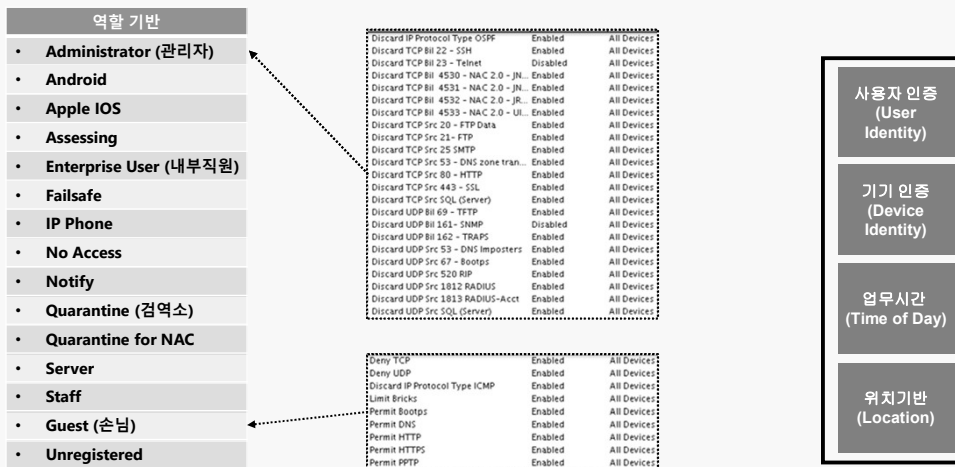 역할 기반
• Administrator (관리자)
• Android
• Apple IOS
• Assessing
• Enterprise User (내부직원)
• Failsafe
• IP Phone
• No Access
• Notify
• Quarantine (검역소)
• Quarantine for NAC
• Server
• Staff
• Guest (손님)
• Unregistered
Discard IP Protocol Type OSPF Enabled All Devices
Discard TCP Bil 22 - SSH Enabled All Devices
Discard TCP Bil 23 - Telnet Disabled All Devices
Discard TCP Bil 4530 - NAC 2.0 - JN... Enabled All Devices
Discard TCP Bil 4531 - NAC 2.0 - JN... Enabled All Devices
Discard TCP Bil 4532 - NAC 2.0 - JR... Enabled All Devices
Discard TCP Bil 4533 - NAC 2.0 - UI... Enabled All Devices
Discard TCP Src 20 - FTP Data Enabled All Devices
Discard TCP Src 21- FTP Enabled All Devices
Discard TCP Src 25 SMTP Enabled All Devices
Discard TCP Src 53 - DNS zone tran... Enabled All Devices
Discard TCP Src 80 - HTTP Enabled All Devices
Discard TCP Src 443 - SSL Enabled All Devices
Discard TCP Src SQL (Server) Enabled All Devices
Discard UDP Bil 69 - TFTP Enabled All Devices
Discard UDP Bil 161- SNMP Disabled All Devices
Discard UDP Bil 162 - TRAPS Enabled All Devices
Discard UDP Src 53 - DNS Imposters Enabled All Devices
Discard UDP Src 67 - Bootps Enabled All Devices
Discard UDP Src 520 RIP Enabled All Devices
Discard UDP Src 1812 RADIUS Enabled All Devices
Discard UDP Src 1813 RADIUS-Acct Enabled All Devices
Discard UDP Src SQL (Server) Enabled All Devices
Deny TCP Enabled All Devices
Deny UDP Enabled All Devices
Discard IP Protocol Type ICMP Enabled All Devices
Limit Bricks Enabled All Devices
Permit Bootps Enabled All Devices
Permit DNS Enabled All Devices
Permit HTTP Enabled All Devices
Permit HTTPS Enabled All Devices
Permit PPTP Enabled All Devices
사용자 인증
(User
Identity)
기기 인증
(Device
Identity)
업무시간
(Time of Day)
위치기반
(Location)